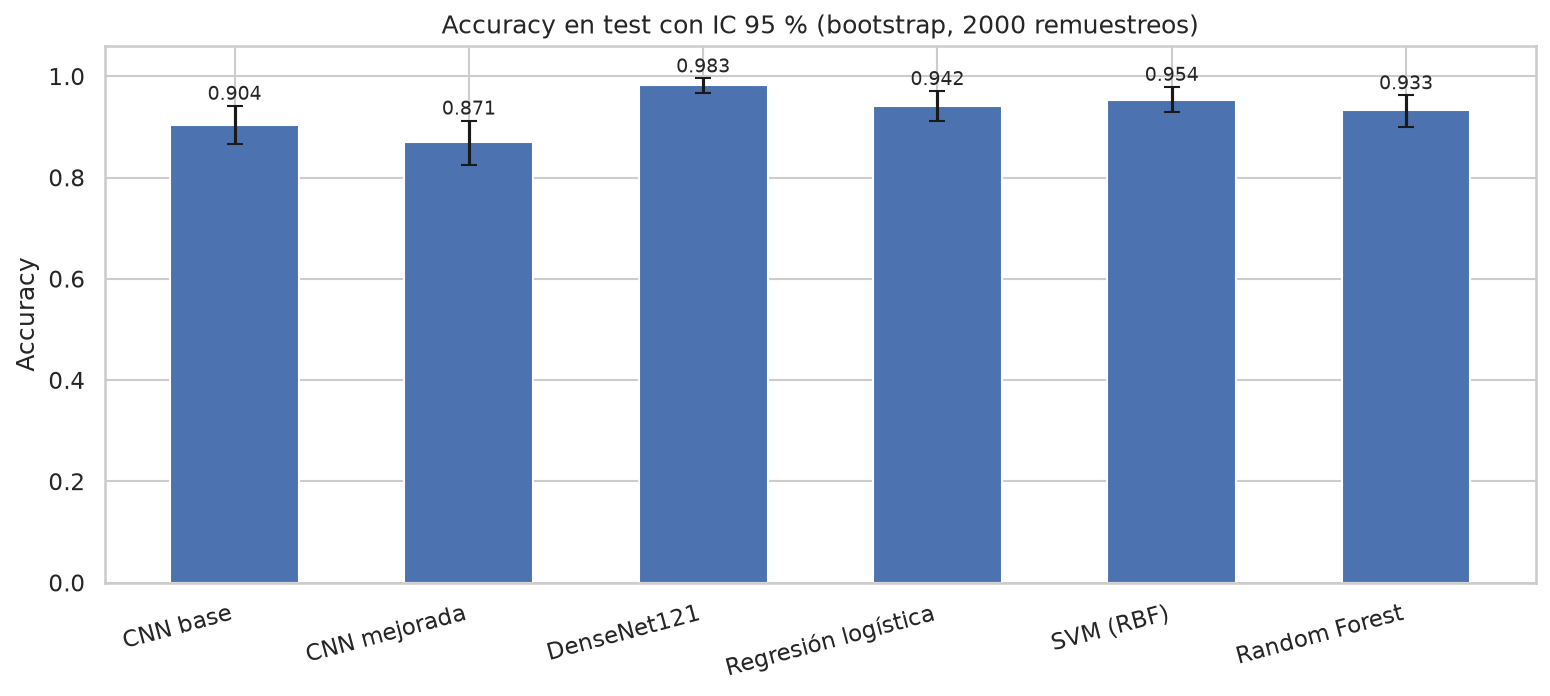 Accuracy en test con IC 95 % (bootstrap, 2000 remuestreos)
Accuracy
1.0
0.8
0.6
0.4
0.2
0.0
0.904
0.871
0.983
0.942
0.954
0.933
CNN base
CNN mejorada
DenseNet121
Regresión logística
SVM (RBF)
Random Forest